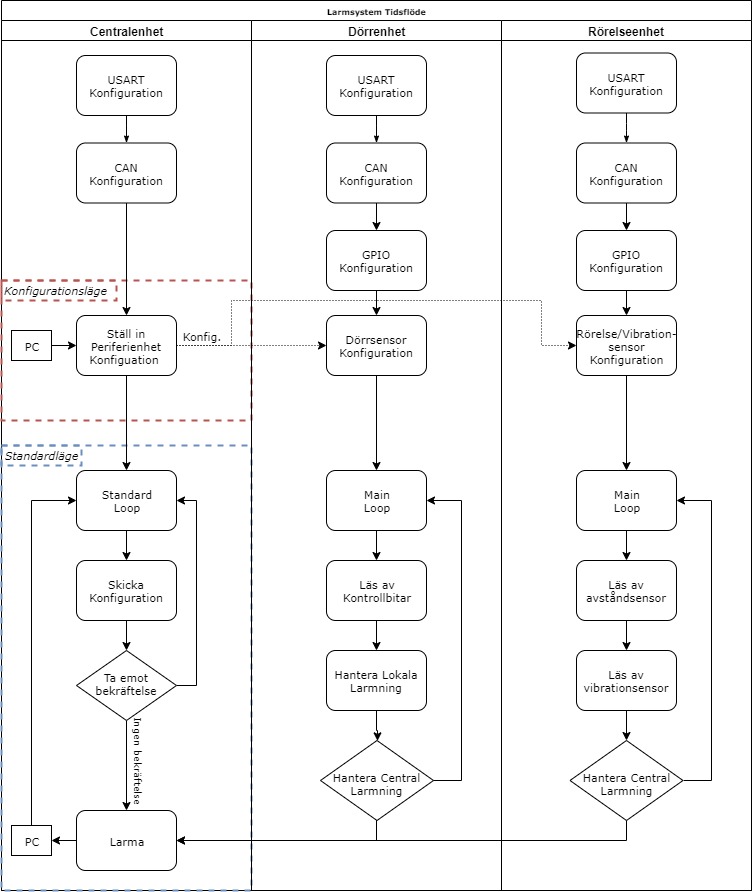 Larmsystem Tidsflöde
Centralenhet
Dörrenhet
Rörelseenhet
USART
Konfiguration
USART
Konfiguration
USART
Konfiguration
CAN
Konfiguration
CAN
Konfiguration
CAN
Konfiguration
GPIO
Konfiguration
GPIO
Konfiguration
Konfigurationsläge
PC
Ställ in
Periferienhet
Konfiguation
Konfig.
Dörrsensor
Konfiguration
Rörelse/Vibration-
sensor
Konfiguration
Standardläge
Standard
Loop
Main
Loop
Main
Loop
Skicka
Konfiguration
Läs av
Kontrollbitar
Läs av
avståndsensor
Ta emot
bekräftelse
Hantera Lokala
Larmning
Läs av
vibrationsensor
Ingen bekräftelse
Hantera Central
Larmning
Hantera Central
Larmning
PC
Larma